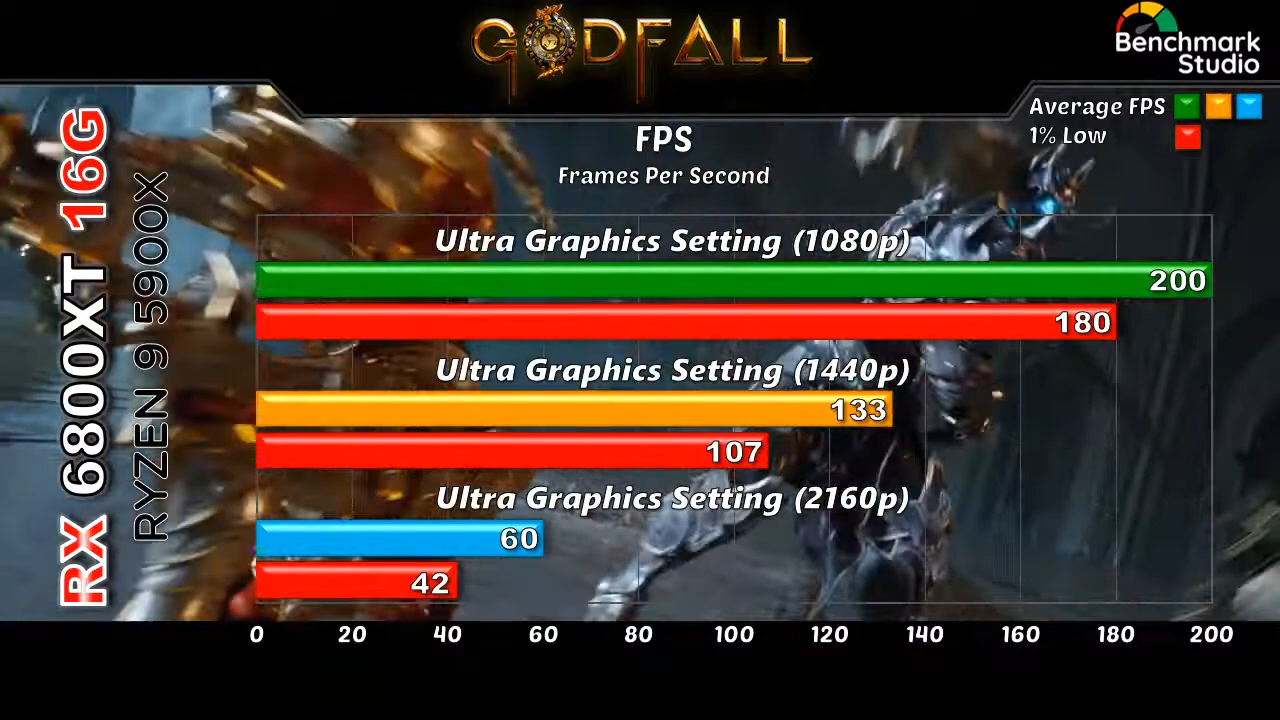 GODFALL
Benchmark
Studio
Average FPS
1% Low
FPS
Frames Per Second
RX 6800XT 16G
RYZEN 9 5900X
Ultra Graphics Setting (1080p)
200
180
Ultra Graphics Setting (1440p)
133
107
Ultra Graphics Setting (2160p)
60
42
0 20 40 60 80 100 120 140 160 180 200